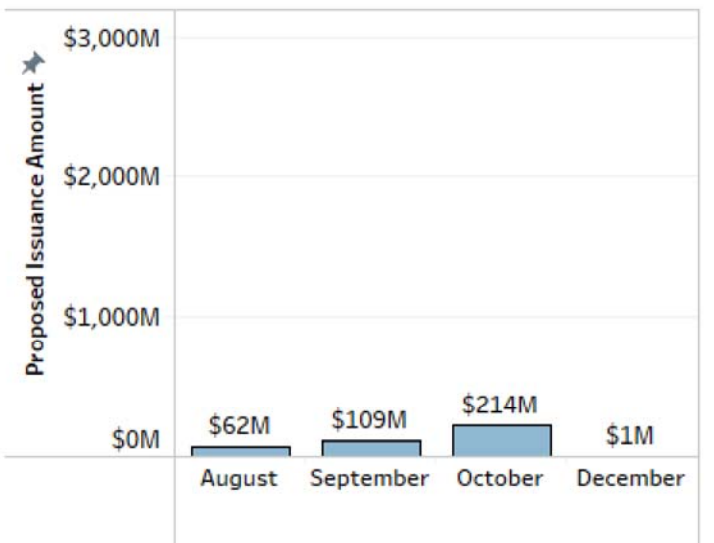 Proposed Issuance Amount
$3,000M
$2,000M
$1,000M
$0M
$62M
$109M
$214M
$1M
August
September
October
December